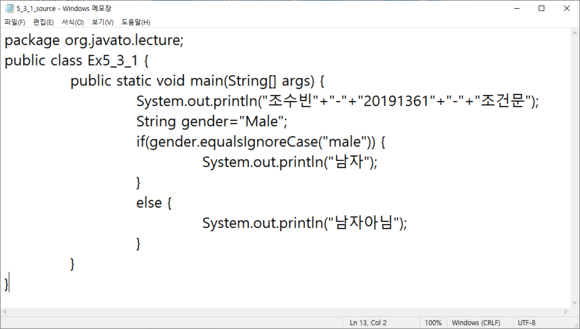 5_3_1_source - Windows 메모장
파일(F) 편집(E) 서식(O) 보기(V) 도움말(H)
package org.javato.lecture;
public class Ex5_3_1 {
public static void main(String[] args) {
System.out.println("조수빈"+"-"+"20191361"+"-"+"조건문");
String gender="Male";
if(gender.equalsIgnoreCase("male")) {
System.out.println("남자");
}
else {
System.out.println("남자아님");
}
}
}
Ln 13, Col 2 100% Windows (CRLF) UTF-8